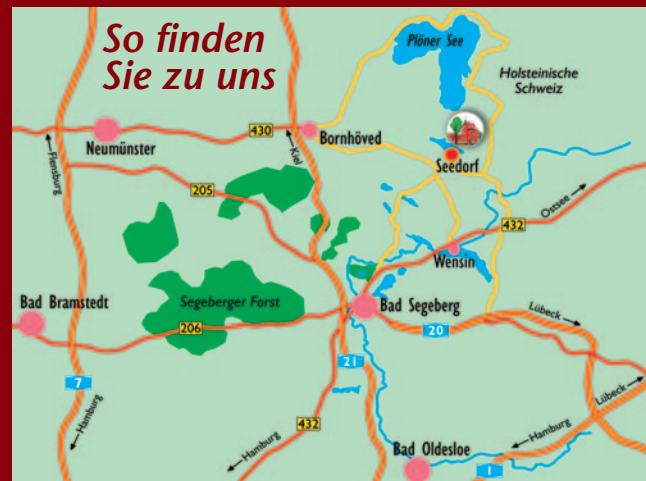 So finden
Sie zu uns
Plöner See
Holsteinische
Schweiz
430
Bornhöved
Neumünster
Flensburg
Kiel
Seedorf
205
Ostsee
432
Wensin
Segeberger Forst
Bad Bramstedt
Bad Segeberg
206
20
Lübeck
21
7
Lübeck
Hamburg
432
Hamburg
Hamburg
Bad Oldesloe
1